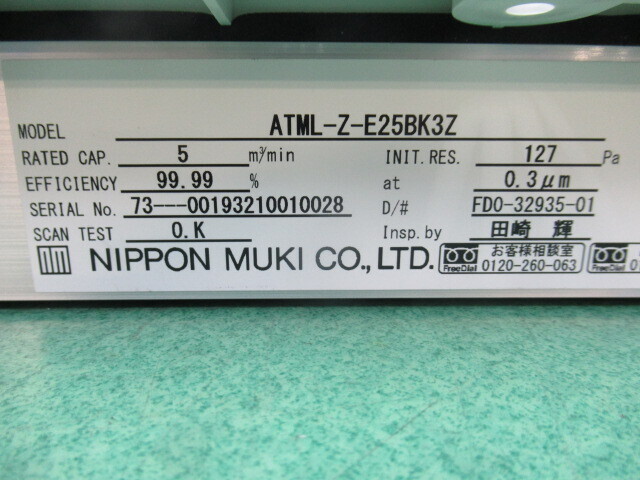 MODEL ATML-Z-E25BK3Z
RATED CAP. 5 m³/min INIT.RES. 127 Pa
EFFICIENCY 99.99 % at 0.3μm
SERIAL No. 73---00193210010028 D/# FD0-32935-01
SCAN TEST O.K Insp.by 田崎 輝
NIPPON MUKI CO., LTD. FreeDial お客様相談室 0120-260-063 FreeDial